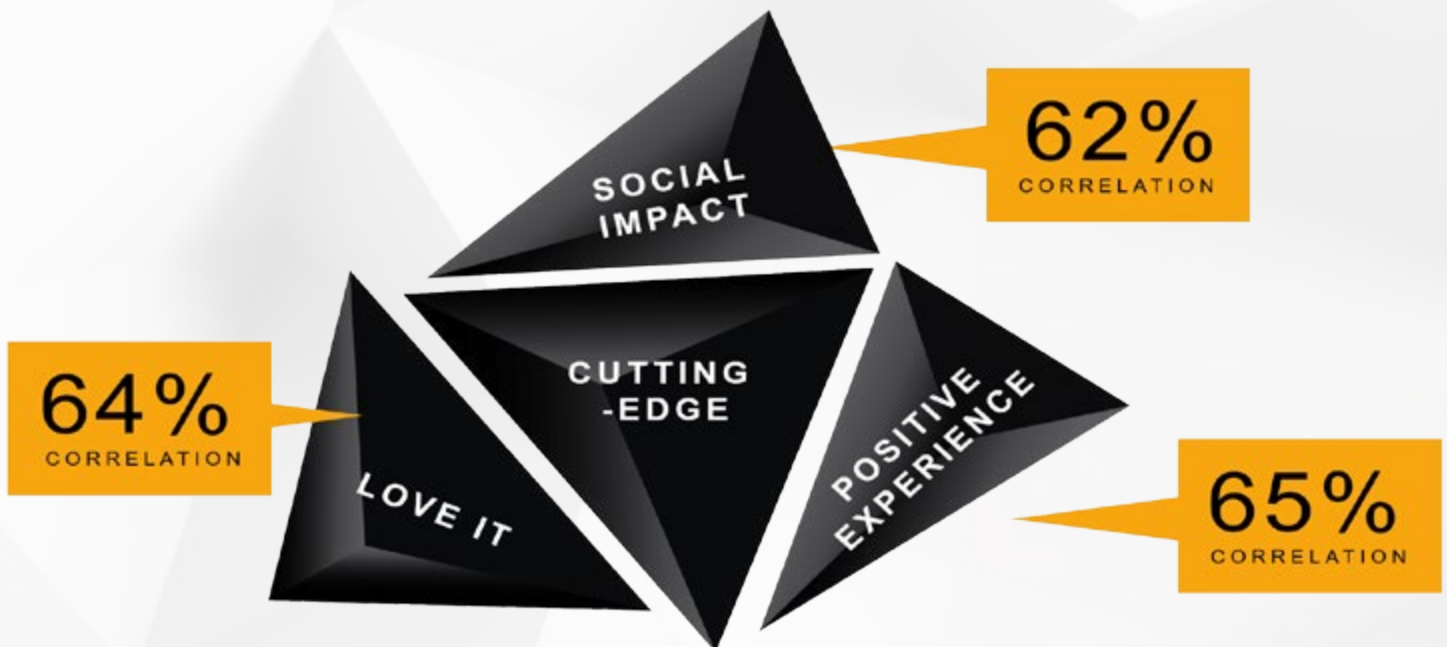 SOCIAL
IMPACT
62%
CORRELATION
64%
CORRELATION
CUTTING
-EDGE
LOVE IT
POSITIVE
EXPERIENCE
65%
CORRELATION